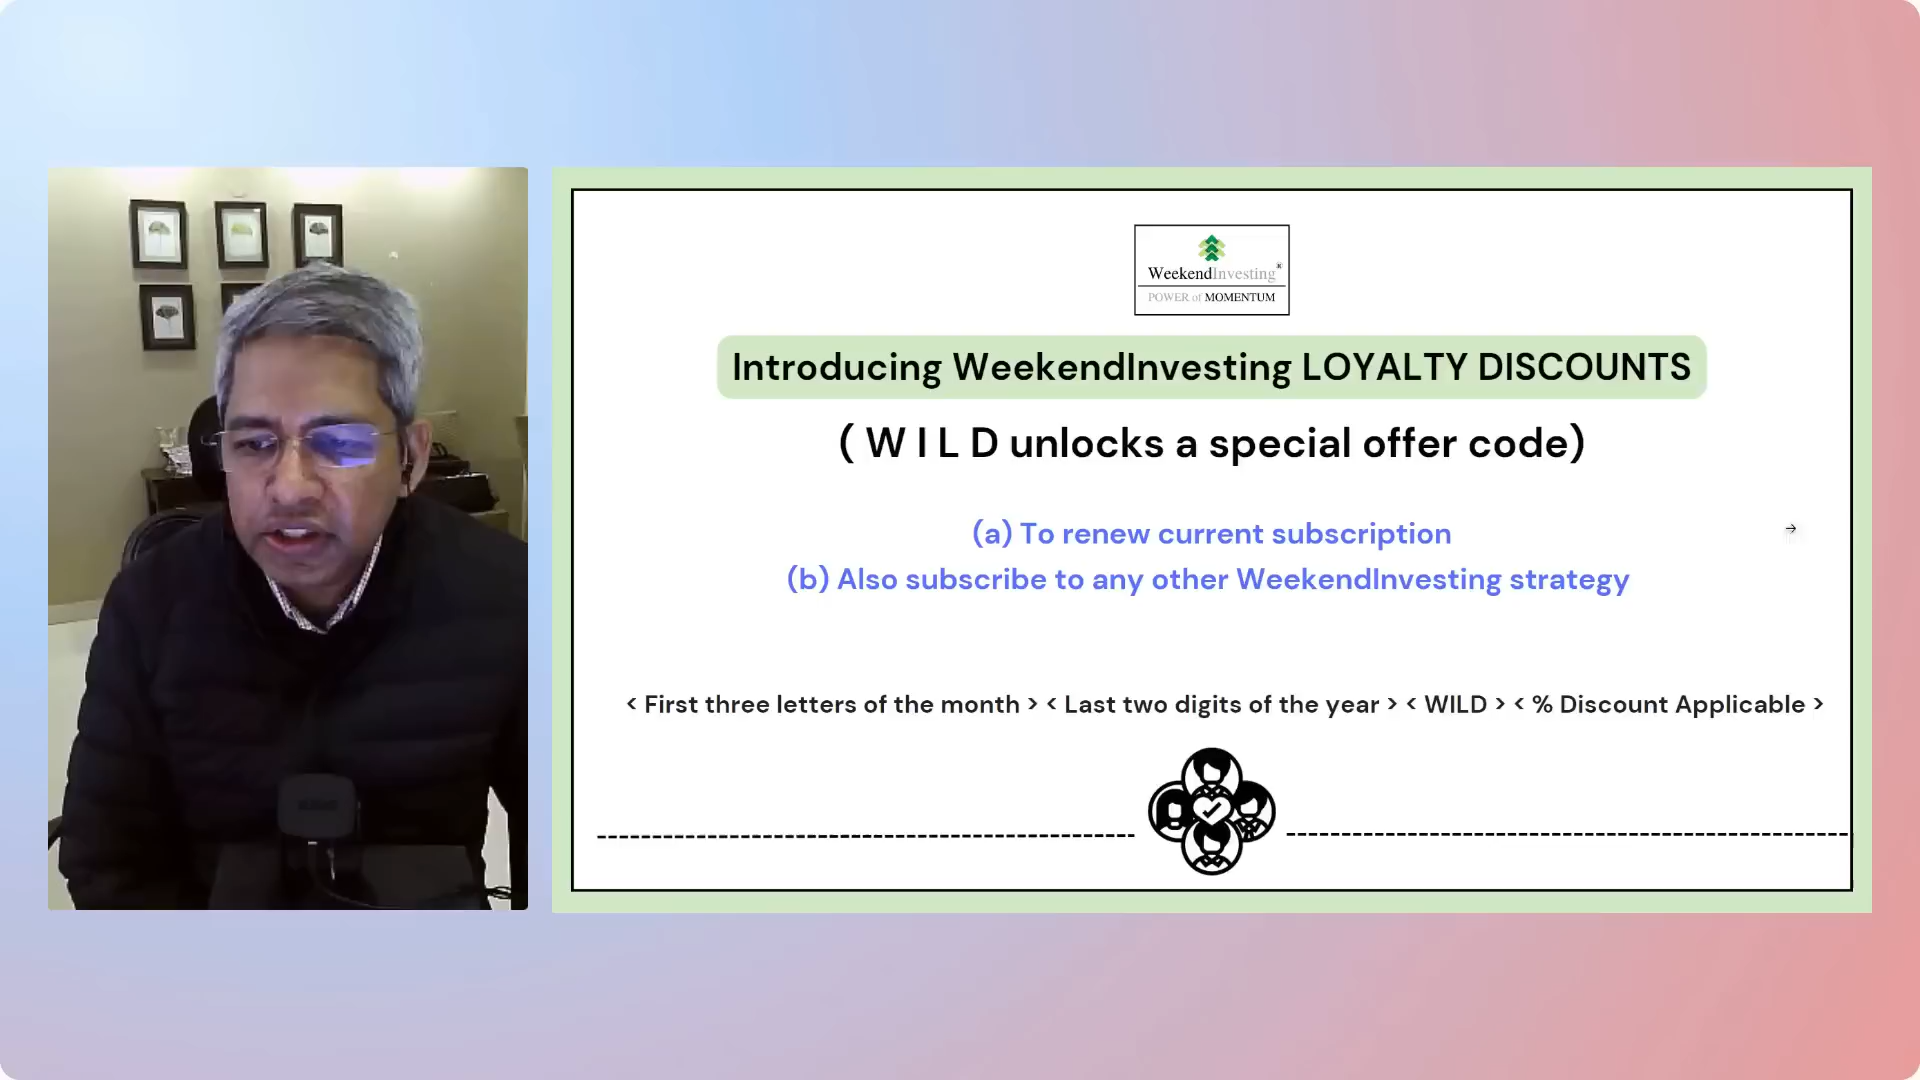 WeekendInvesting
POWER of MOMENTUM
Introducing WeekendInvesting LOYALTY DISCOUNTS
( W I L D unlocks a special offer code)
(a) To renew current subscription
(b) Also subscribe to any other WeekendInvesting strategy
< First three letters of the month > < Last two digits of the year > < WILD > < % Discount Applicable >